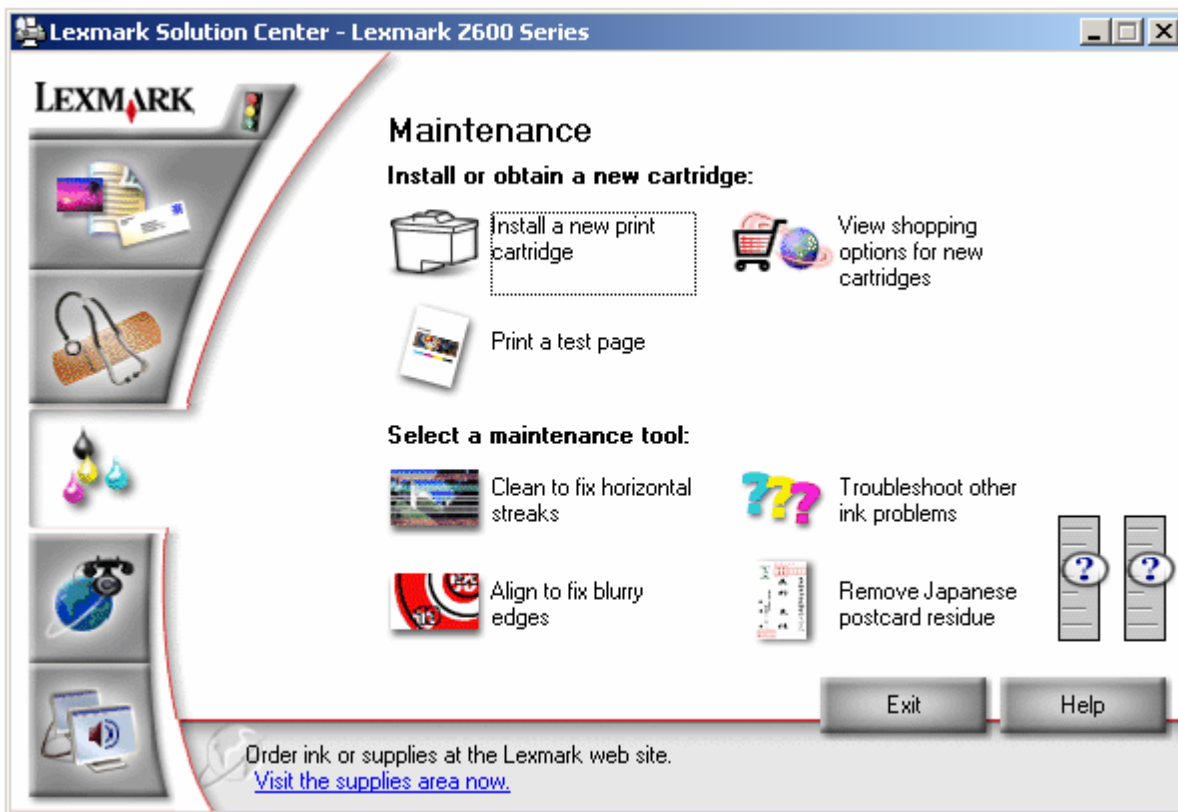 Lexmark Solution Center - Lexmark Z600 Series
LEXMARK
Maintenance
Install or obtain a new cartridge:
Install a new print
cartridge
View shopping
options for new
cartridges
Print a test page
Select a maintenance tool:
Clean to fix horizontal
streaks
Troubleshoot other
ink problems
???
Align to fix blurry
edges
Remove Japanese
postcard residue
? ?
Exit
Help
Order ink or supplies at the Lexmark web site.
Visit the supplies area now.